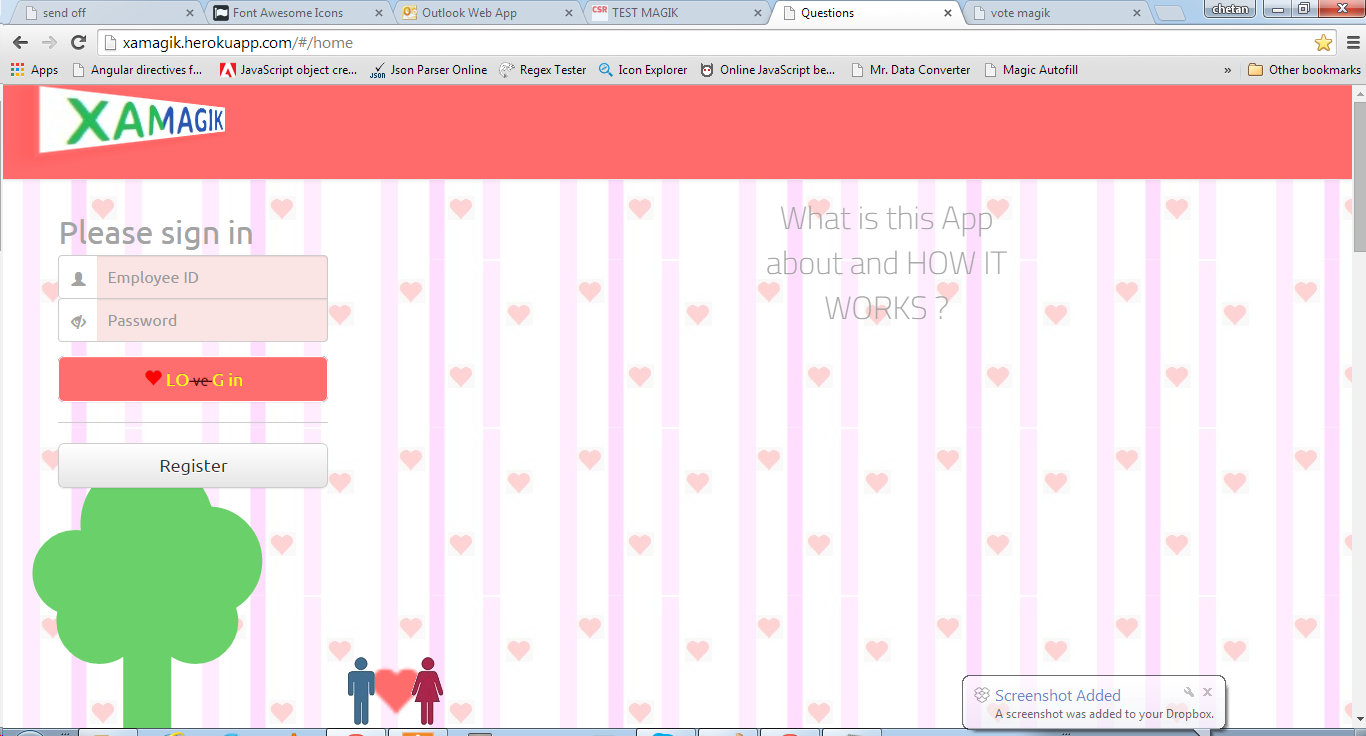 send off
Font Awesome Icons
Outlook Web App
CSR TEST MAGIK
Questions
vote magik
chetan
xamagik.herokuapp.com/#/home
Apps
Angular directives f...
JavaScript object cre...
Json Parser Online
Regex Tester
Icon Explorer
Online JavaScript be...
Mr. Data Converter
Magic Autofill
»
Other bookmarks
XAMAGIK
Please sign in
Employee ID
Password
LO ve G in
Register
What is this App
about and HOW IT
WORKS ?
Screenshot Added
A screenshot was added to your Dropbox.